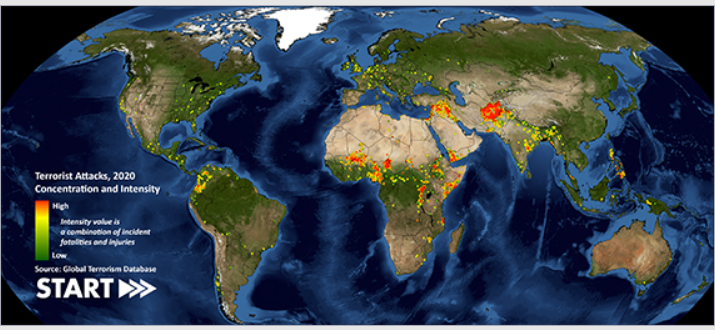 Terrorist Attacks, 2020
Concentration and Intensity
High
Intensity value is
a combination of incident
fatalities and injuries
Low
Source: Global Terrorism Database
START